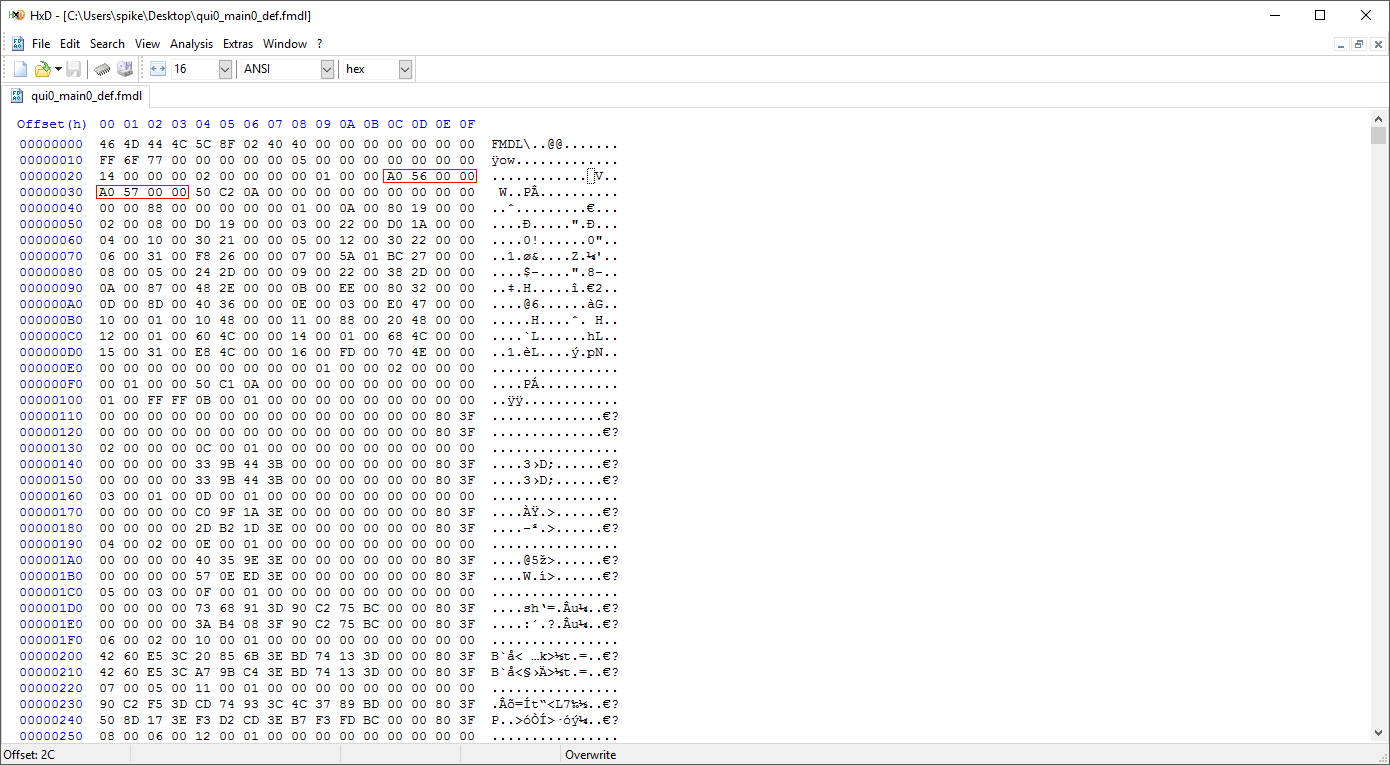 HxD - [C:\Users\spike\Desktop\qui0_main0_def.fmdl]
File Edit Search View Analysis Extras Window ?
16 ANSI hex
qui0_main0_def.fmdl
Offset(h) 00 01 02 03 04 05 06 07 08 09 0A 0B 0C 0D 0E 0F
00000000 46 4D 44 4C 5C 8F 02 40 40 00 00 00 00 00 00 00 FMDL\..@@.......
00000010 FF 6F 77 00 00 00 00 00 05 00 00 00 00 00 00 00 ÿow.............
00000020 14 00 00 00 02 00 00 00 00 01 00 00 A0 56 00 00 ............ V..
00000030 A0 57 00 00 50 C2 0A 00 00 00 00 00 00 00 00 00  W..PÂ..........
00000040 00 00 88 00 00 00 00 00 01 00 0A 00 80 19 00 00 ..ˆ.........€...
00000050 02 00 08 00 D0 19 00 00 03 00 22 00 D0 1A 00 00 ....Ð.....".Ð...
00000060 04 00 10 00 30 21 00 00 05 00 12 00 30 22 00 00 ....0!......0"..
00000070 06 00 31 00 F8 26 00 00 07 00 5A 01 BC 27 00 00 ..1.ø&....Z.¼'..
00000080 08 00 05 00 24 2D 00 00 09 00 22 00 38 2D 00 00 ....$-....".8-..
00000090 0A 00 87 00 48 2E 00 00 0B 00 EE 00 80 32 00 00 ..‡.H.....î.€2..
000000A0 0D 00 8D 00 40 36 00 00 0E 00 03 00 E0 47 00 00 ....@6......àG..
000000B0 10 00 01 00 10 48 00 00 11 00 88 00 20 48 00 00 .....H....ˆ. H..
000000C0 12 00 01 00 60 4C 00 00 14 00 01 00 68 4C 00 00 ....`L......hL..
000000D0 15 00 31 00 E8 4C 00 00 16 00 FD 00 70 4E 00 00 ..1.èL....ý.pN..
000000E0 00 00 00 00 00 00 00 00 00 01 00 00 02 00 00 00 ................
000000F0 00 01 00 00 50 C1 0A 00 00 00 00 00 00 00 00 00 ....PÁ..........
00000100 01 00 FF FF 0B 00 01 00 00 00 00 00 00 00 00 00 ..ÿÿ............
00000110 00 00 00 00 00 00 00 00 00 00 00 00 00 00 80 3F ..............€?
00000120 00 00 00 00 00 00 00 00 00 00 00 00 00 00 80 3F ..............€?
00000130 02 00 00 00 0C 00 01 00 00 00 00 00 00 00 00 00 ................
00000140 00 00 00 00 33 9B 44 3B 00 00 00 00 00 00 80 3F ....3›D;......€?
00000150 00 00 00 00 33 9B 44 3B 00 00 00 00 00 00 80 3F ....3›D;......€?
00000160 03 00 01 00 0D 00 01 00 00 00 00 00 00 00 00 00 ................
00000170 00 00 00 00 C0 9F 1A 3E 00 00 00 00 00 00 80 3F ....ÀŸ.>......€?
00000180 00 00 00 00 2D B2 1D 3E 00 00 00 00 00 00 80 3F ....-².>......€?
00000190 04 00 02 00 0E 00 01 00 00 00 00 00 00 00 00 00 ................
000001A0 00 00 00 00 40 35 9E 3E 00 00 00 00 00 00 80 3F ....@5ž>......€?
000001B0 00 00 00 00 57 0E ED 3E 00 00 00 00 00 00 80 3F ....W.í>......€?
000001C0 05 00 03 00 0F 00 01 00 00 00 00 00 00 00 00 00 ................
000001D0 00 00 00 00 73 68 91 3D 90 C2 75 BC 00 00 80 3F ....sh‘=.Âu¼..€?
000001E0 00 00 00 00 3A B4 08 3F 90 C2 75 BC 00 00 80 3F ....:´.?.Âu¼..€?
000001F0 06 00 02 00 10 00 01 00 00 00 00 00 00 00 00 00 ................
00000200 42 60 E5 3C 20 85 6B 3E BD 74 13 3D 00 00 80 3F B`å< …k>½t.=..€?
00000210 42 60 E5 3C A7 9B C4 3E BD 74 13 3D 00 00 80 3F B`å<§›Ä>½t.=..€?
00000220 07 00 05 00 11 00 01 00 00 00 00 00 00 00 00 00 ................
00000230 90 C2 F5 3D CD 74 93 3C 4C 37 89 BD 00 00 80 3F .Âõ=Ít“<L7‰½..€?
00000240 50 8D 17 3E F3 D2 CD 3E B7 F3 FD BC 00 00 80 3F P..>óÒÍ>·óý¼..€?
00000250 08 00 06 00 12 00 01 00 00 00 00 00 00 00 00 00 ................
Offset: 2C Overwrite